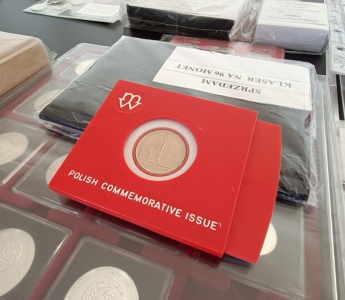 SPRZEDAM
KLASER NA 96 MONET
POLISH COMMEMORATIVE ISSUE